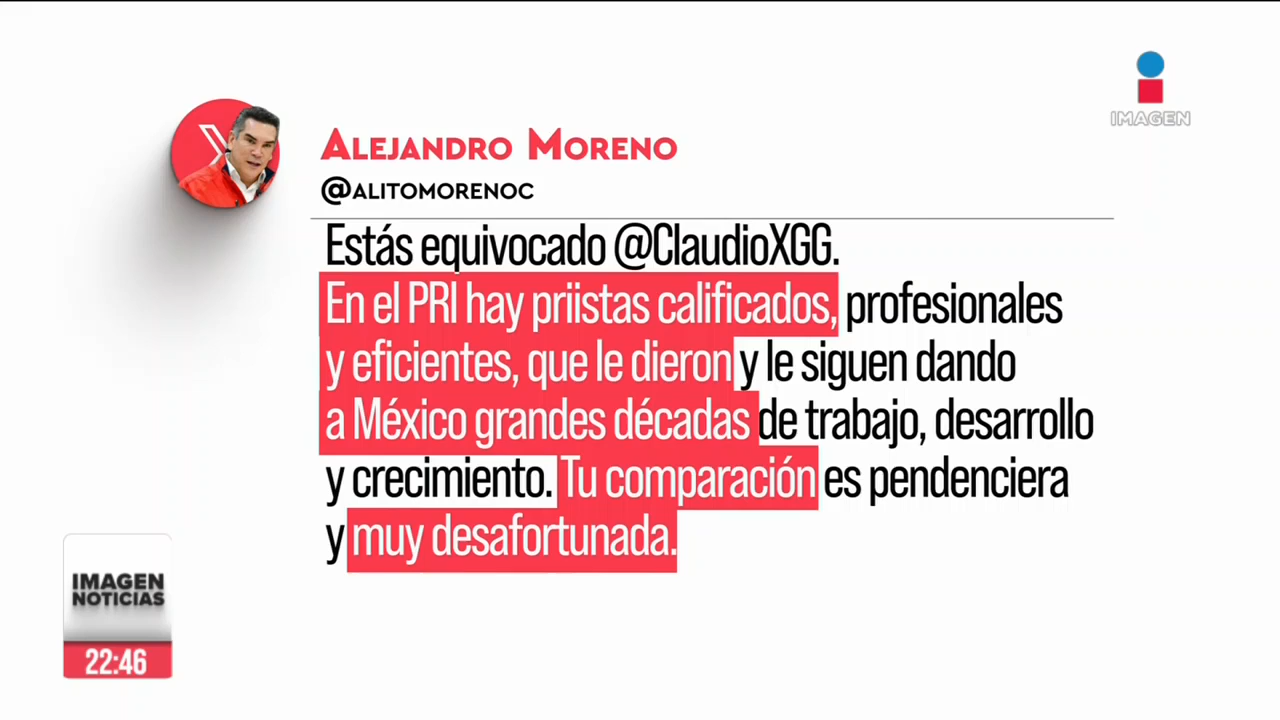 IMAGEN
ALEJANDRO MORENO
@ALITOMORENOC
Estás equivocado @ClaudioXGG.
En el PRI hay priistas calificados, profesionales
y eficientes, que le dieron y le siguen dando
a México grandes décadas de trabajo, desarrollo
y crecimiento. Tu comparación es pendenciera
y muy desafortunada.
IMAGEN
NOTICIAS
22:46